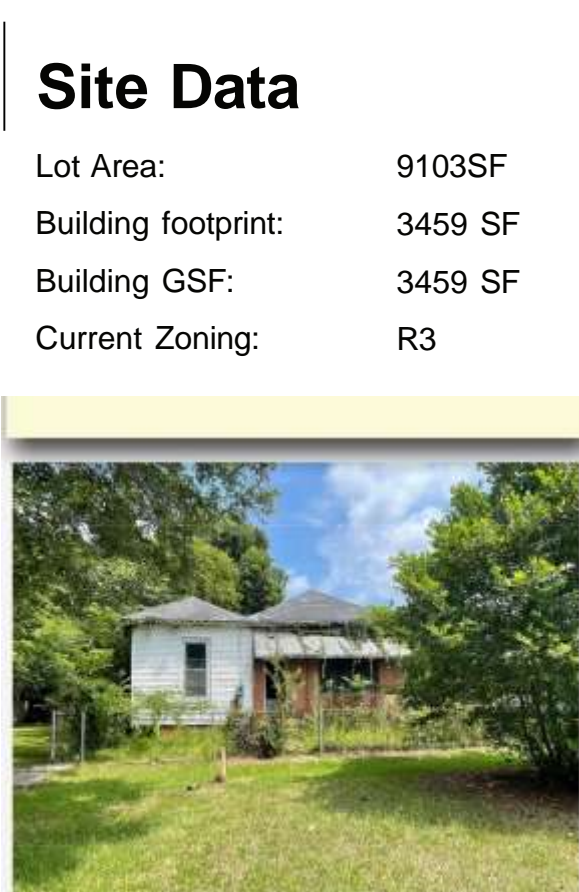 Site Data
Lot Area: 9103SF
Building footprint: 3459 SF
Building GSF: 3459 SF
Current Zoning: R3